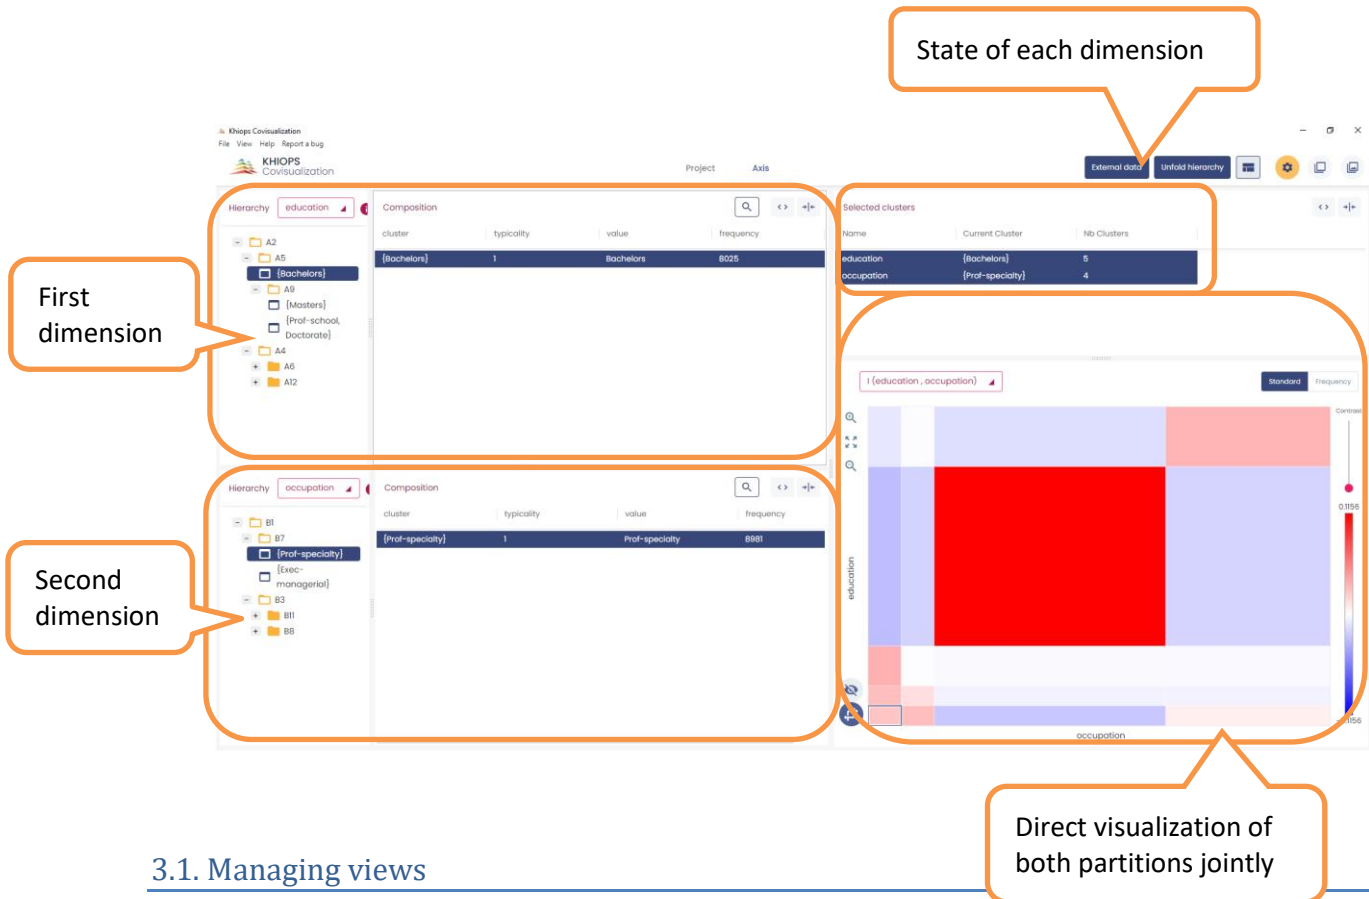 State of each dimension
Khiops Covisualization
File View Help Report a bug
KHIOPS
Covisualization
Project Axis
External data Unfold hierarchy
Hierarchy education
Composition
cluster typicality value frequency
{Bachelors} 1 Bachelors 8025
A2
A5
{Bachelors}
A9
{Masters}
{Prof-school,
Doctorate}
A4
A6
A12
First
dimension
Selected clusters
Name Current Cluster Nb Clusters
education {Bachelors} 5
occupation {Prof-specialty} 4
I (education , occupation)
Standard Frequency
Contrast
0.1156
-0.1156
education
occupation
Hierarchy occupation
Composition
cluster typicality value frequency
{Prof-specialty} 1 Prof-specialty 8981
B1
B7
{Prof-specialty}
{Exec-
managerial}
B3
B11
B8
Second
dimension
Direct visualization of
both partitions jointly
3.1. Managing views